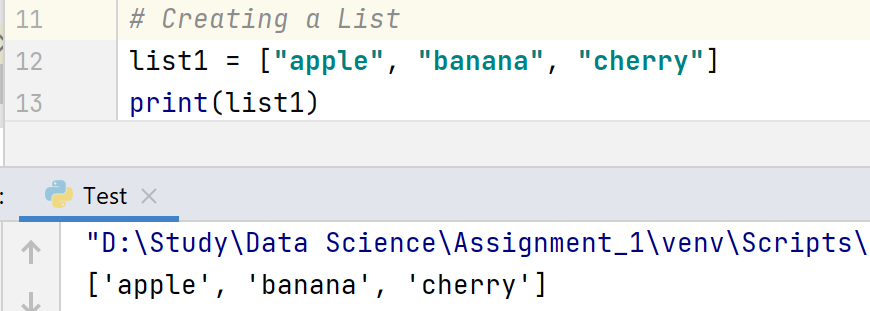 11 # Creating a List
12 list1 = ["apple", "banana", "cherry"]
13 print(list1)
: Test
"D:\Study\Data Science\Assignment_1\venv\Scripts\
['apple', 'banana', 'cherry']